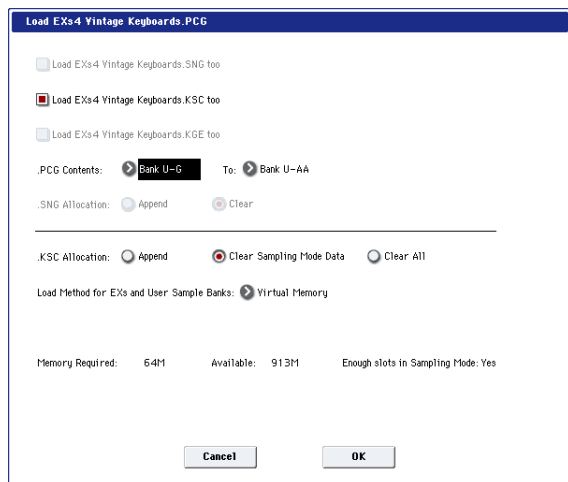 Load EXs4 Vintage Keyboards.PCG
Load EXs4 Vintage Keyboards.SNG too
Load EXs4 Vintage Keyboards.KSC too
Load EXs4 Vintage Keyboards.KGE too
.PCG Contents: Bank U-G To: Bank U-AA
.SNG Allocation: Append Clear
.KSC Allocation: Append Clear Sampling Mode Data Clear All
Load Method for EXs and User Sample Banks: Virtual Memory
Memory Required: 64M Available: 913M Enough slots in Sampling Mode: Yes
Cancel OK